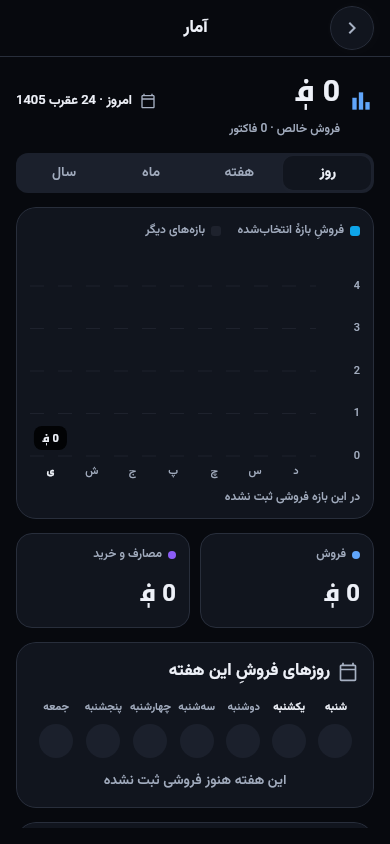 آمار
0 ؋
امروز · 24 عقرب 1405
فروش خالص · 0 فاکتور
روز هفته ماه سال
فروشِ بازهٔ انتخاب‌شده بازه‌های دیگر
4
3
2
1
0
0 ؋
د س چ پ ج ش ی
در این بازه فروشی ثبت نشده
فروش
0 ؋
مصارف و خرید
0 ؋
روزهای فروشِ این هفته
شنبه یکشنبه دوشنبه سه‌شنبه چهارشنبه پنجشنبه جمعه
این هفته هنوز فروشی ثبت نشده